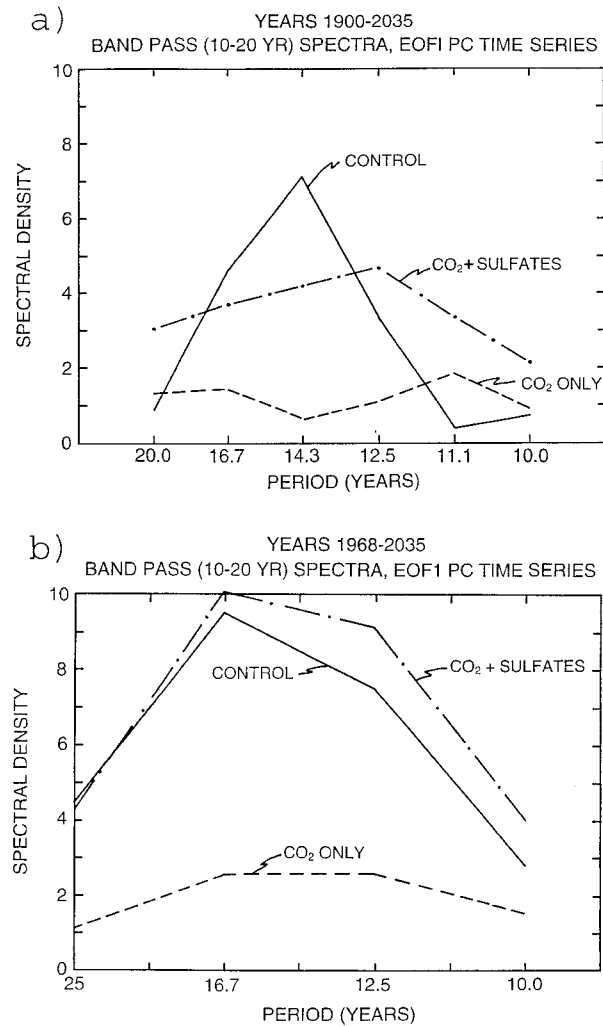 a)
YEARS 1900-2035
BAND PASS (10-20 YR) SPECTRA, EOFI PC TIME SERIES
10
8
6
4
2
0
SPECTRAL DENSITY
CONTROL
CO₂ + SULFATES
CO₂ ONLY
20.0 16.7 14.3 12.5 11.1 10.0
PERIOD (YEARS)
b)
YEARS 1968-2035
BAND PASS (10-20 YR) SPECTRA, EOF1 PC TIME SERIES
10
8
6
4
2
0
SPECTRAL DENSITY
CONTROL
CO₂ + SULFATES
CO₂ ONLY
25 16.7 12.5 10.0
PERIOD (YEARS)